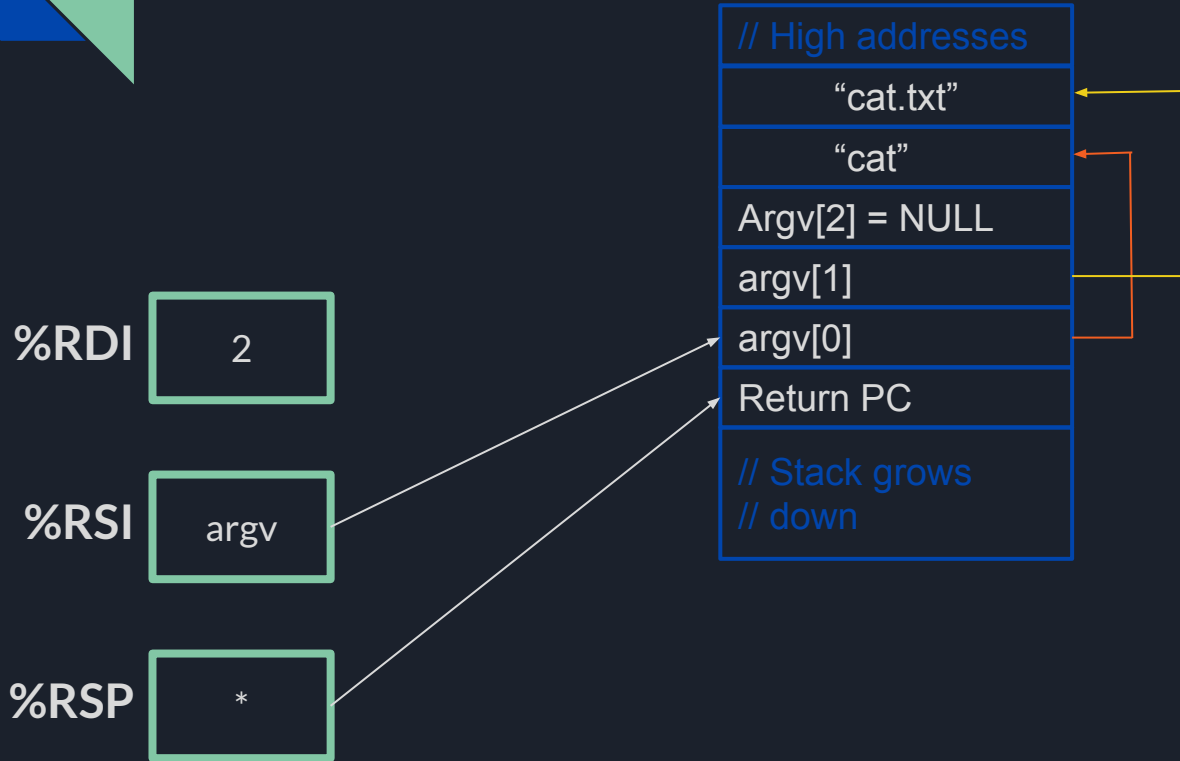 // High addresses
“cat.txt”
“cat”
Argv[2] = NULL
argv[1]
argv[0]
Return PC
// Stack grows
// down
%RDI
2
%RSI
argv
%RSP
*